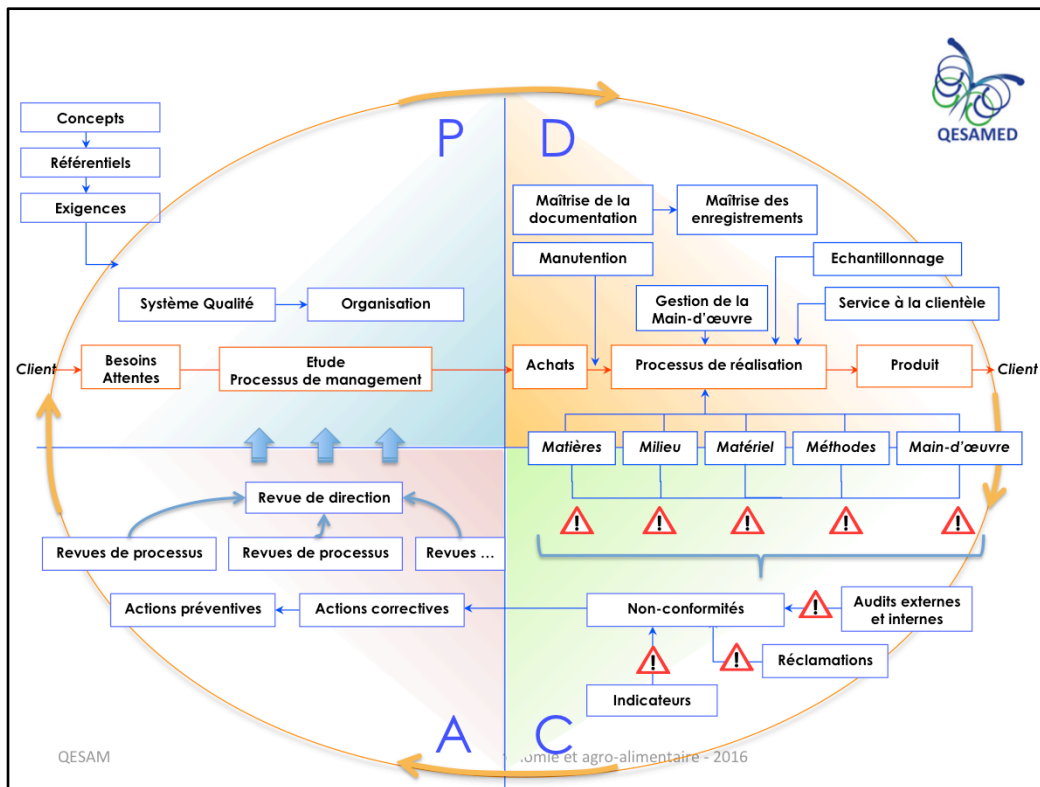 QESAMED
P
D
Concepts
Référentiels
Exigences
Maîtrise de la
documentation
Maîtrise des
enregistrements
Manutention
Echantillonnage
Système Qualité
Organisation
Gestion de la
Main-d'œuvre
Service à la clientèle
Client
Besoins
Attentes
Etude
Processus de management
Achats
Processus de réalisation
Produit
Client
Matières
Milieu
Matériel
Méthodes
Main-d'œuvre
Revue de direction
!
!
!
!
!
Revues de processus
Revues de processus
Revues ...
Actions préventives
Actions correctives
Non-conformités
!
Audits externes
et internes
!
!
Réclamations
Indicateurs
A
C
QESAM
et agro-alimentaire - 2016